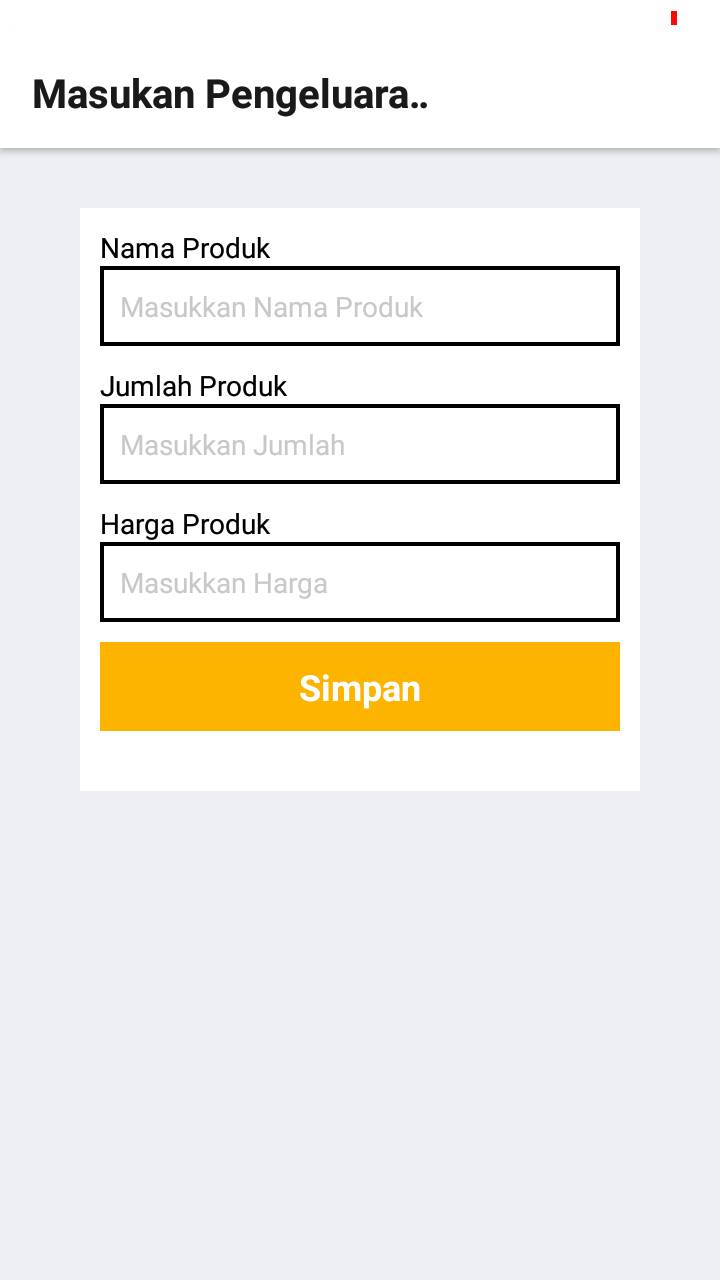 Masukan Pengeluara..
Nama Produk
Masukkan Nama Produk
Jumlah Produk
Masukkan Jumlah
Harga Produk
Masukkan Harga
Simpan